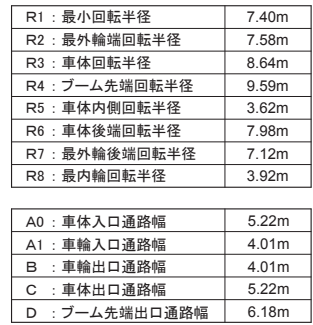 R1：最小回転半径 7.40m
R2：最外輪端回転半径 7.58m
R3：車体回転半径 8.64m
R4：ブーム先端回転半径 9.59m
R5：車体内側回転半径 3.62m
R6：車体後端回転半径 7.98m
R7：最外輪後端回転半径 7.12m
R8：最内輪回転半径 3.92m
A0：車体入口通路幅 5.22m
A1：車輪入口通路幅 4.01m
B：車輪出口通路幅 4.01m
C：車体出口通路幅 5.22m
D：ブーム先端出口通路幅 6.18m